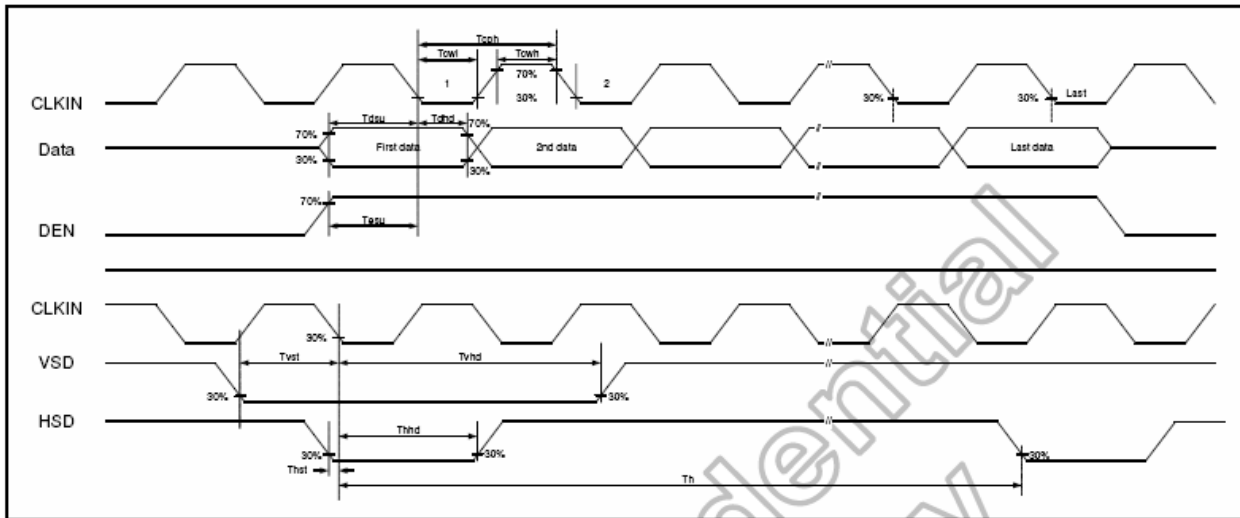 Tcph
Tcwl Tcwh
CLKIN 1 70% 30% 2 30% 30% Last
Tdsu Tdhd
Data 70% 30% First data 70% 30% 2nd data Last data
DEN 70% Tesu
CLKIN 30%
VSD 30% Tvst Tvhd 30%
HSD 30% Thhd 30% 30%
Thst
Th
dential
y